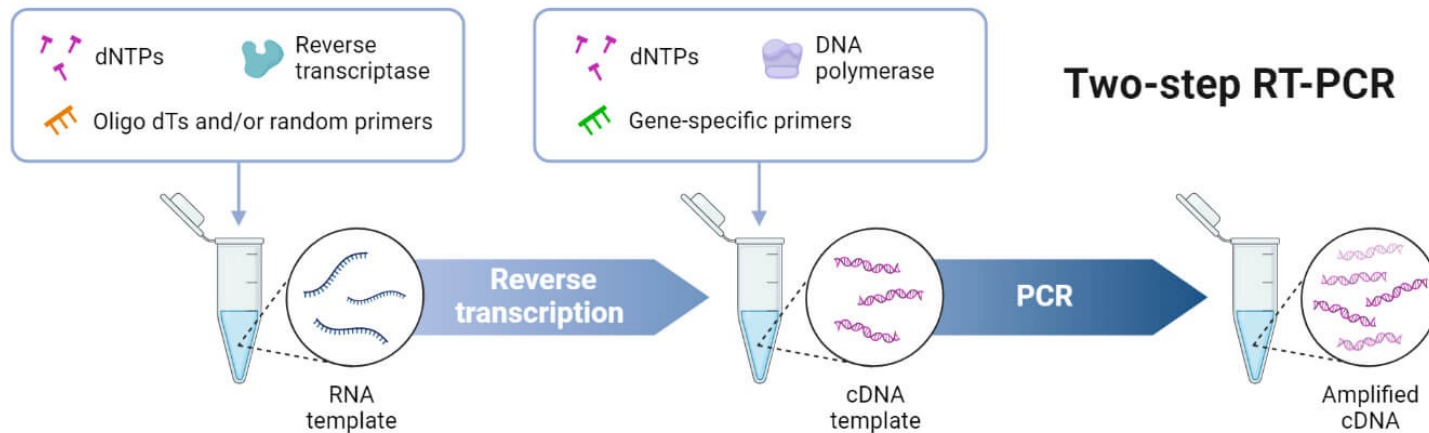 dNTPs
Reverse
transcriptase
Oligo dTs and/or random primers
dNTPs
DNA
polymerase
Gene-specific primers
Two-step RT-PCR
Reverse
transcription
PCR
RNA
template
cDNA
template
Amplified
cDNA